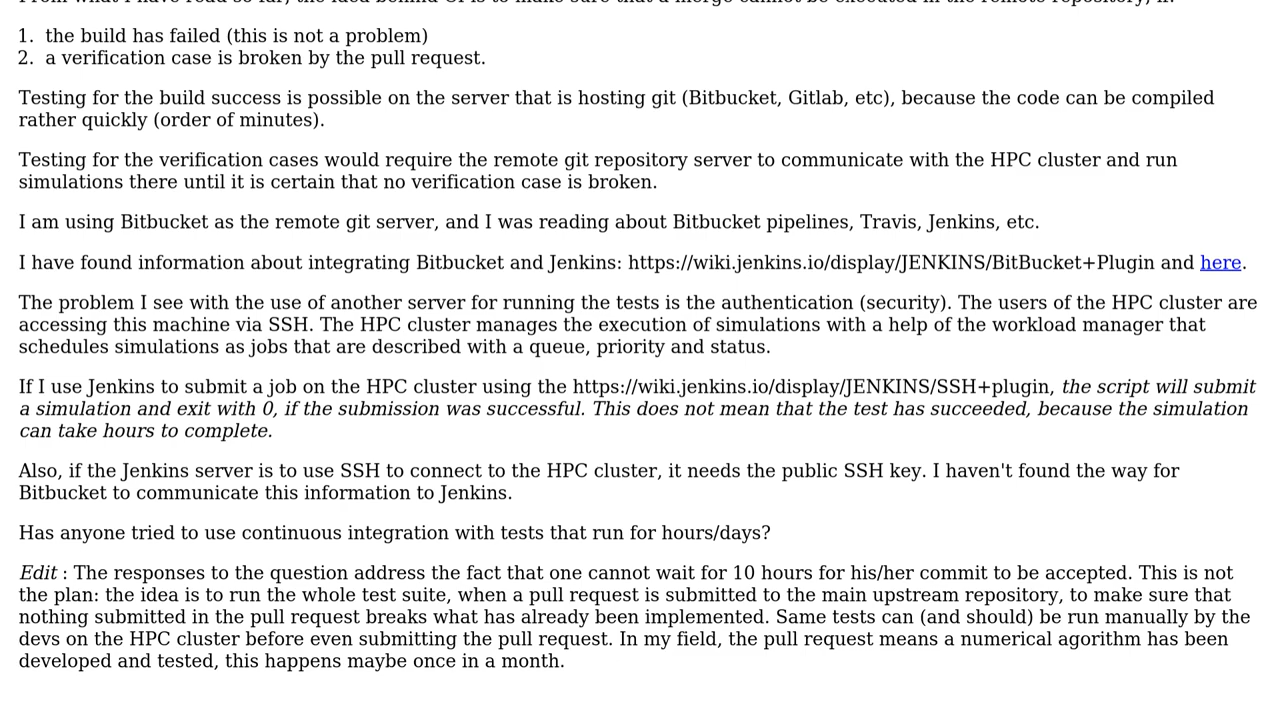 1. the build has failed (this is not a problem)
2. a verification case is broken by the pull request.
Testing for the build success is possible on the server that is hosting git (Bitbucket, Gitlab, etc), because the code can be compiled
rather quickly (order of minutes).
Testing for the verification cases would require the remote git repository server to communicate with the HPC cluster and run
simulations there until it is certain that no verification case is broken.
I am using Bitbucket as the remote git server, and I was reading about Bitbucket pipelines, Travis, Jenkins, etc.
I have found information about integrating Bitbucket and Jenkins: https://wiki.jenkins.io/display/JENKINS/BitBucket+Plugin and here.
The problem I see with the use of another server for running the tests is the authentication (security). The users of the HPC cluster are
accessing this machine via SSH. The HPC cluster manages the execution of simulations with a help of the workload manager that
schedules simulations as jobs that are described with a queue, priority and status.
If I use Jenkins to submit a job on the HPC cluster using the https://wiki.jenkins.io/display/JENKINS/SSH+plugin, the script will submit
a simulation and exit with 0, if the submission was successful. This does not mean that the test has succeeded, because the simulation
can take hours to complete.
Also, if the Jenkins server is to use SSH to connect to the HPC cluster, it needs the public SSH key. I haven't found the way for
Bitbucket to communicate this information to Jenkins.
Has anyone tried to use continuous integration with tests that run for hours/days?
Edit : The responses to the question address the fact that one cannot wait for 10 hours for his/her commit to be accepted. This is not
the plan: the idea is to run the whole test suite, when a pull request is submitted to the main upstream repository, to make sure that
nothing submitted in the pull request breaks what has already been implemented. Same tests can (and should) be run manually by the
devs on the HPC cluster before even submitting the pull request. In my field, the pull request means a numerical agorithm has been
developed and tested, this happens maybe once in a month.